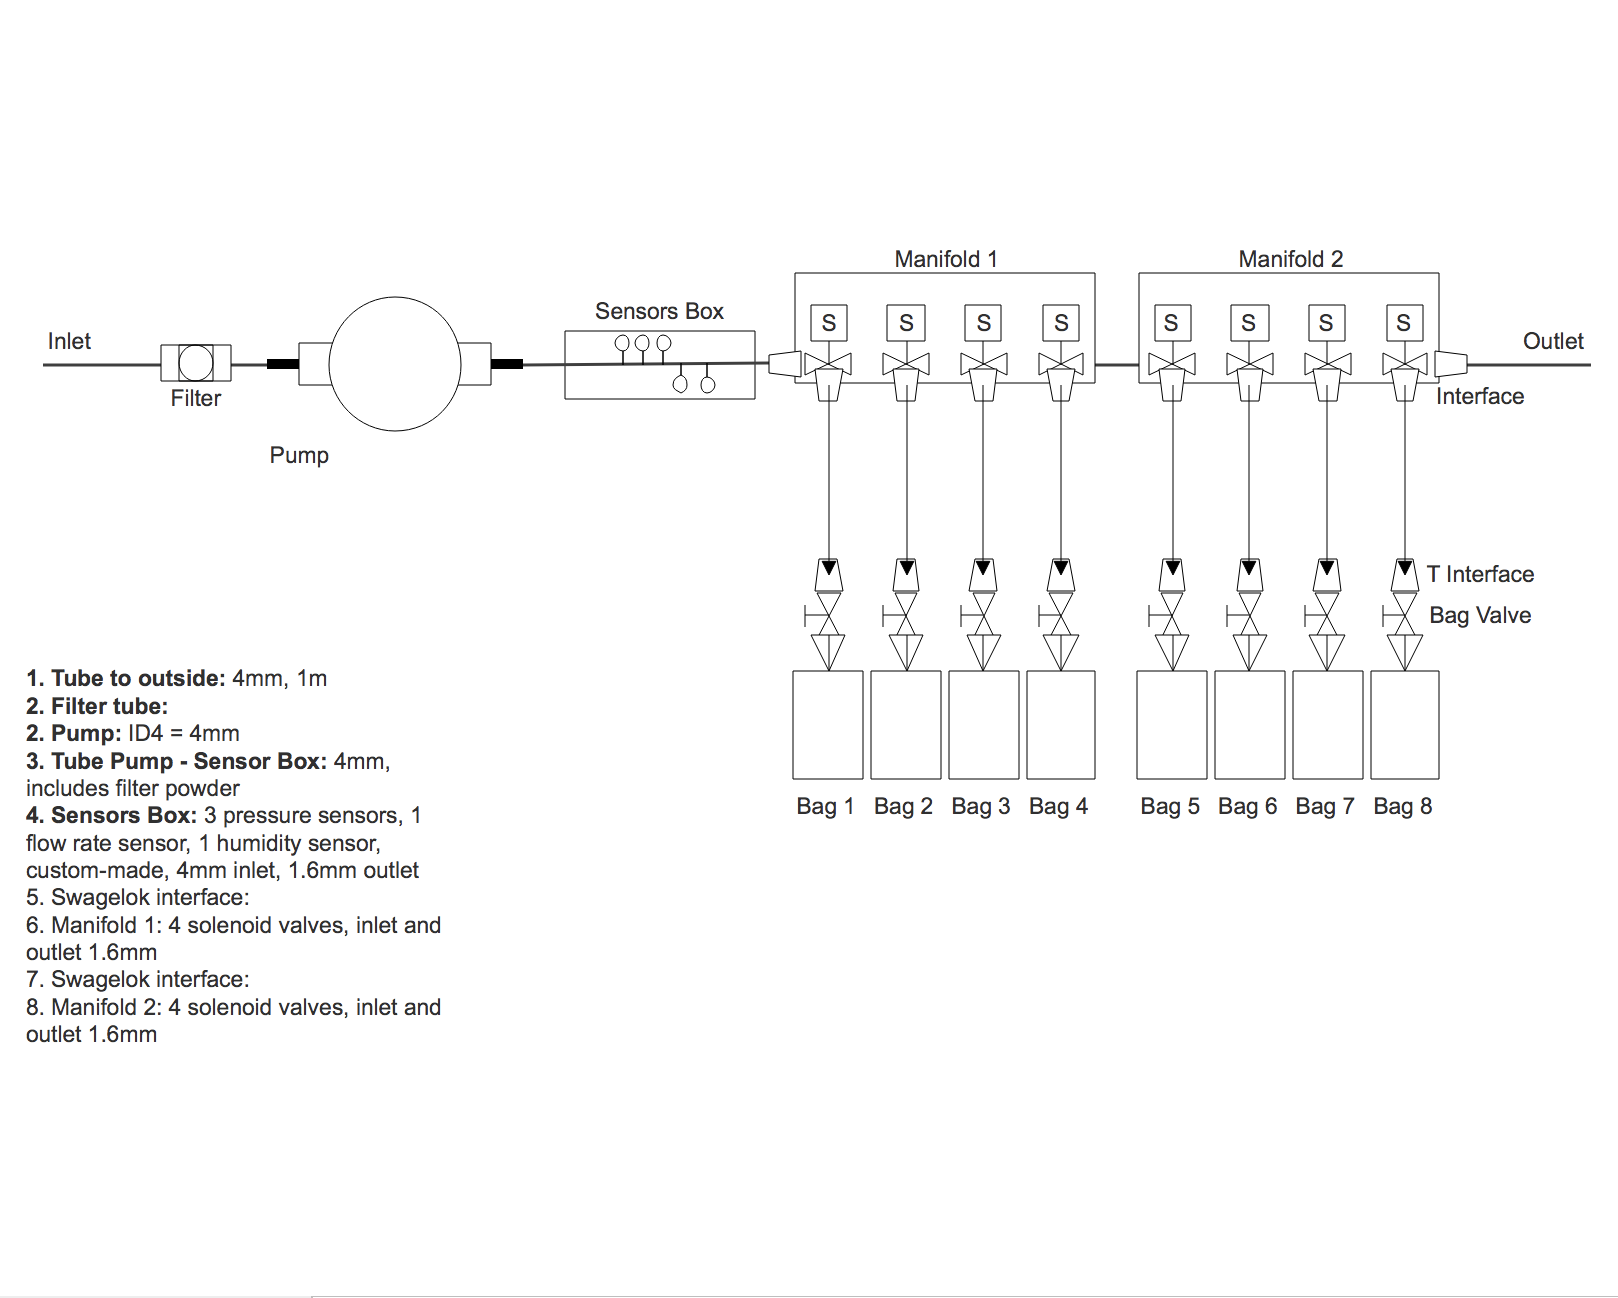 Manifold 1
Manifold 2
Sensors Box
S
S
S
S
S
S
S
S
Inlet
Outlet
Filter
Interface
Pump
T Interface
Bag Valve
1. Tube to outside: 4mm, 1m
2. Filter tube:
2. Pump: ID4 = 4mm
3. Tube Pump - Sensor Box: 4mm,
includes filter powder
4. Sensors Box: 3 pressure sensors, 1
flow rate sensor, 1 humidity sensor,
custom-made, 4mm inlet, 1.6mm outlet
5. Swagelok interface:
6. Manifold 1: 4 solenoid valves, inlet and
outlet 1.6mm
7. Swagelok interface:
8. Manifold 2: 4 solenoid valves, inlet and
outlet 1.6mm
Bag 1
Bag 2
Bag 3
Bag 4
Bag 5
Bag 6
Bag 7
Bag 8